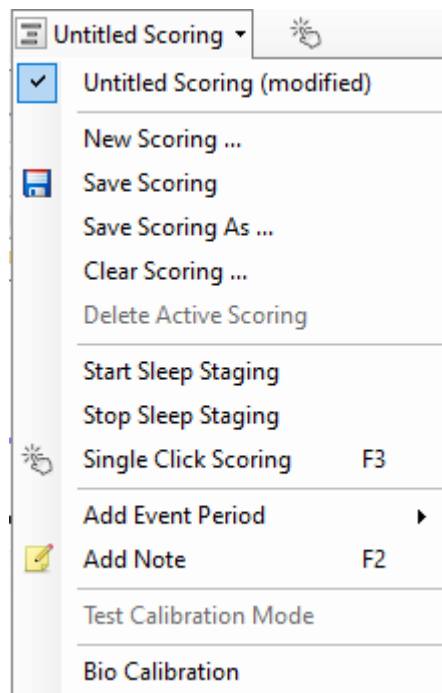 Untitled Scoring
Untitled Scoring (modified)
New Scoring ...
Save Scoring
Save Scoring As ...
Clear Scoring ...
Delete Active Scoring
Start Sleep Staging
Stop Sleep Staging
Single Click Scoring F3
Add Event Period
Add Note F2
Test Calibration Mode
Bio Calibration